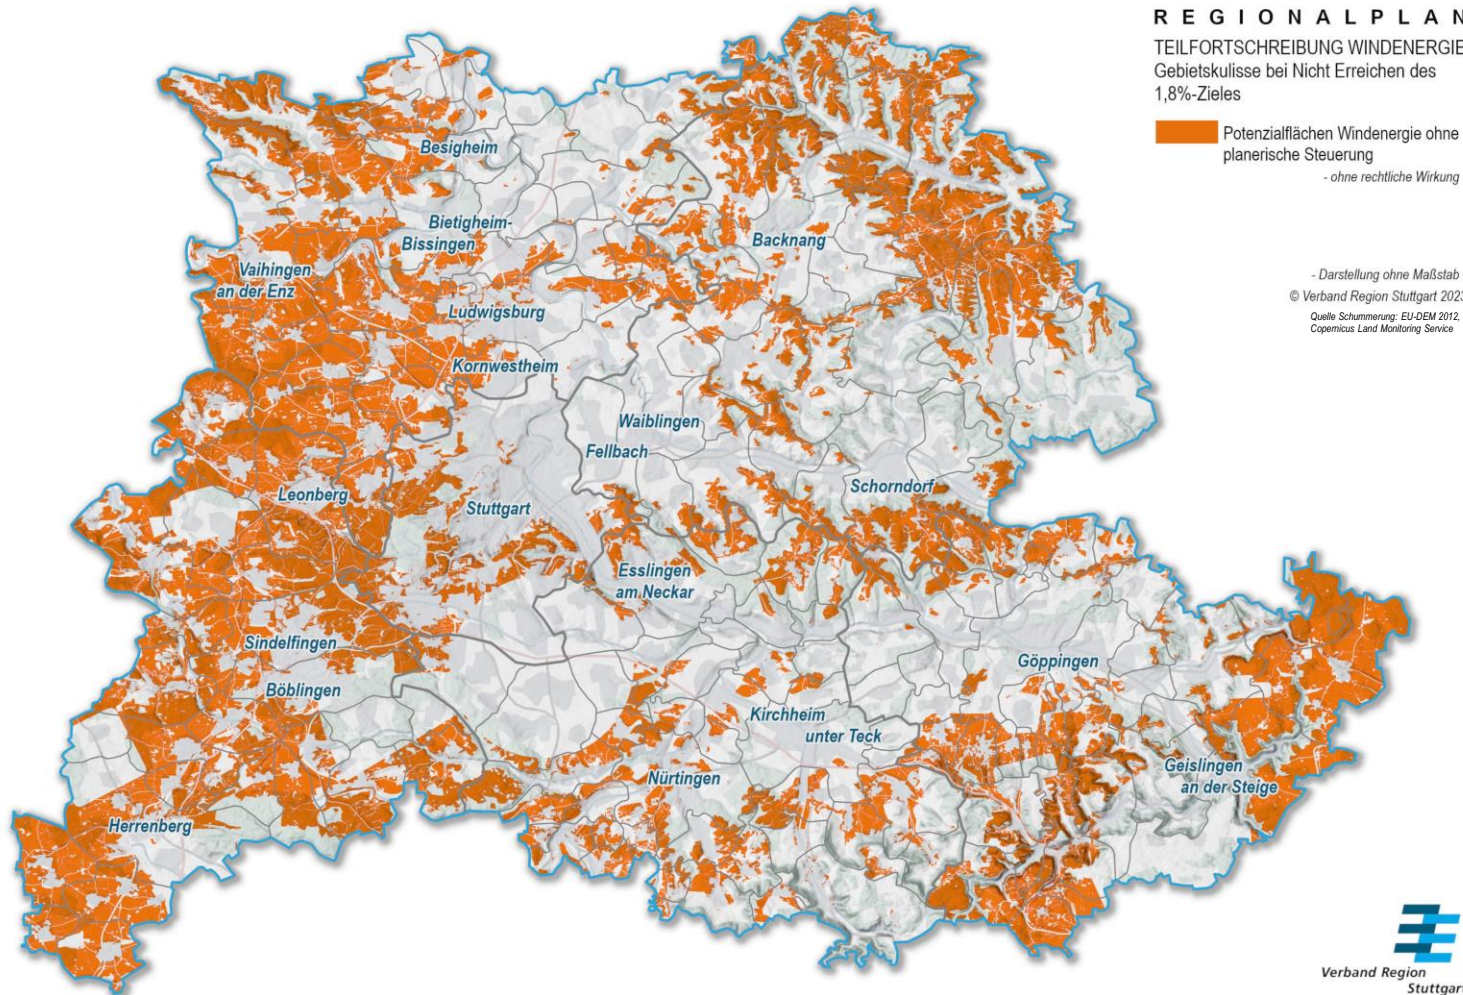 REGIONALPLAN
TEILFORTSCHREIBUNG WINDENERGIE
Gebietskulisse bei Nicht Erreichen des
1,8%-Zieles
Potenzialflächen Windenergie ohne
planerische Steuerung
- ohne rechtliche Wirkung
- Darstellung ohne Maßstab
© Verband Region Stuttgart 2023
Quelle Schummerung: EU-DEM 2012,
Copernicus Land Monitoring Service
Besigheim
Bietigheim-
Bissingen
Backnang
Vaihingen
an der Enz
Ludwigsburg
Kornwestheim
Waiblingen
Fellbach
Leonberg
Stuttgart
Schorndorf
Esslingen
am Neckar
Sindelfingen
Böblingen
Göppingen
Kirchheim
unter Teck
Nürtingen
Geislingen
an der Steige
Herrenberg
Verband Region
Stuttgart